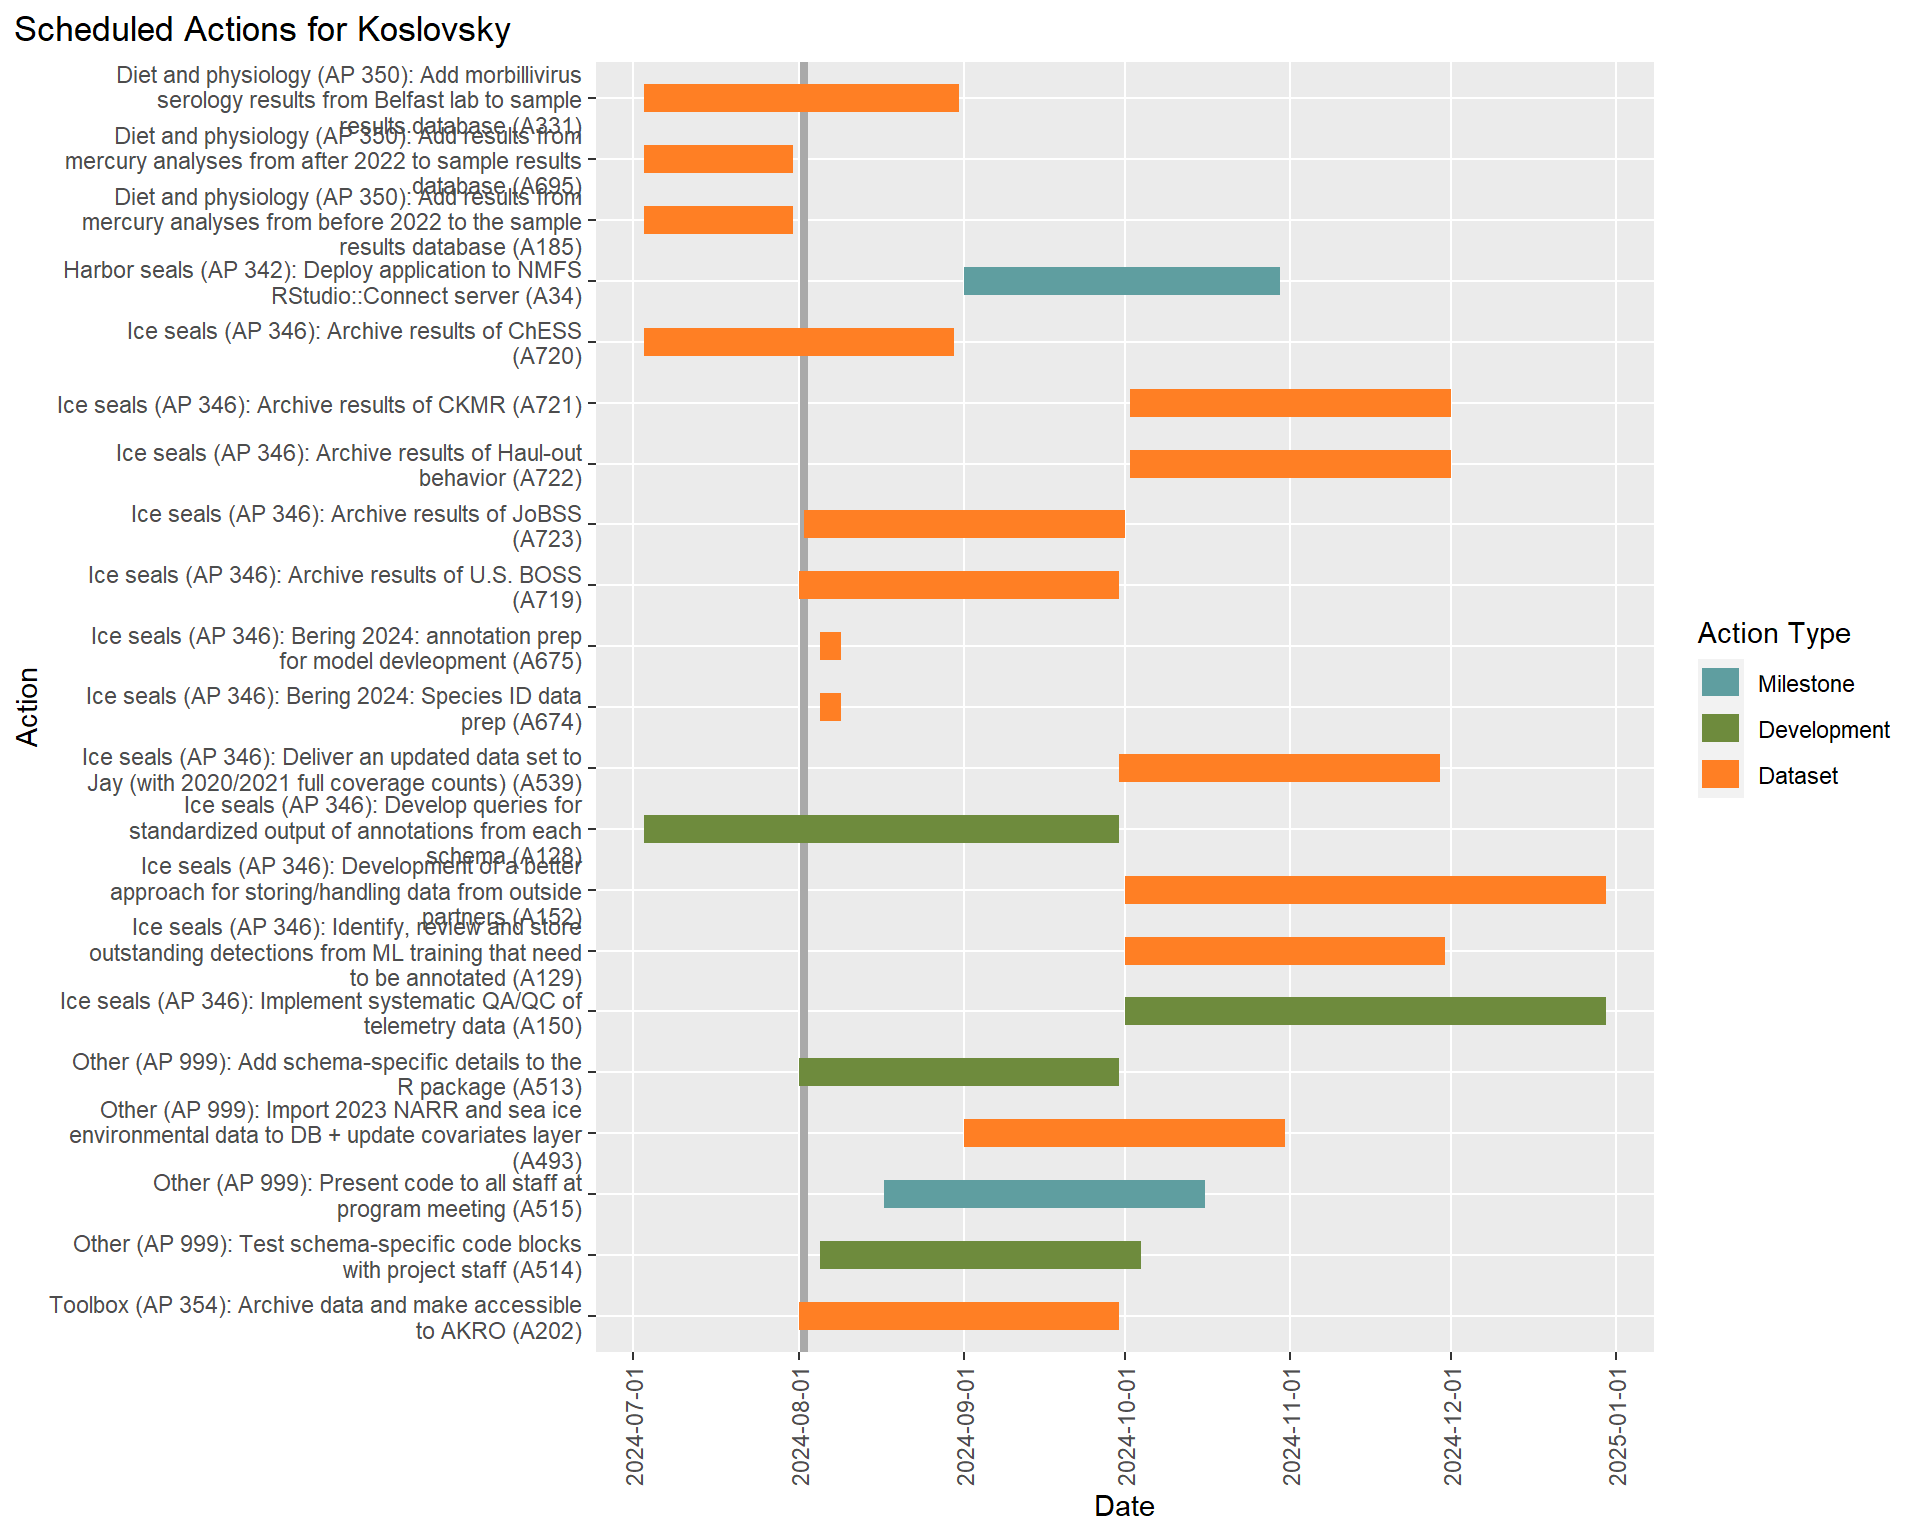 Scheduled Actions for Koslovsky
Diet and physiology (AP 350): Add morbillivirus
serology results from Belfast lab to sample
results database (A331)
Diet and physiology (AP 350): Add results from
mercury analyses from after 2022 to sample results
database (A695)
Diet and physiology (AP 350): Add results from
mercury analyses from before 2022 to the sample
results database (A185)
Harbor seals (AP 342): Deploy application to NMFS
RStudio::Connect server (A34)
Ice seals (AP 346): Archive results of ChESS
(A720)
Ice seals (AP 346): Archive results of CKMR (A721)
Ice seals (AP 346): Archive results of Haul-out
behavior (A722)
Ice seals (AP 346): Archive results of JoBSS
(A723)
Ice seals (AP 346): Archive results of U.S. BOSS
(A719)
Ice seals (AP 346): Bering 2024: annotation prep
for model devleopment (A675)
Ice seals (AP 346): Bering 2024: Species ID data
prep (A674)
Ice seals (AP 346): Deliver an updated data set to
Jay (with 2020/2021 full coverage counts) (A539)
Ice seals (AP 346): Develop queries for
standardized output of annotations from each
schema (A128)
Ice seals (AP 346): Development of a better
approach for storing/handling data from outside
partners (A152)
Ice seals (AP 346): Identify, review and store
outstanding detections from ML training that need
to be annotated (A129)
Ice seals (AP 346): Implement systematic QA/QC of
telemetry data (A150)
Other (AP 999): Add schema-specific details to the
R package (A513)
Other (AP 999): Import 2023 NARR and sea ice
environmental data to DB + update covariates layer
(A493)
Other (AP 999): Present code to all staff at
program meeting (A515)
Other (AP 999): Test schema-specific code blocks
with project staff (A514)
Toolbox (AP 354): Archive data and make accessible
to AKRO (A202)
Action
2024-07-01
2024-08-01
2024-09-01
2024-10-01
2024-11-01
2024-12-01
2025-01-01
Date
Action Type
Milestone
Development
Dataset